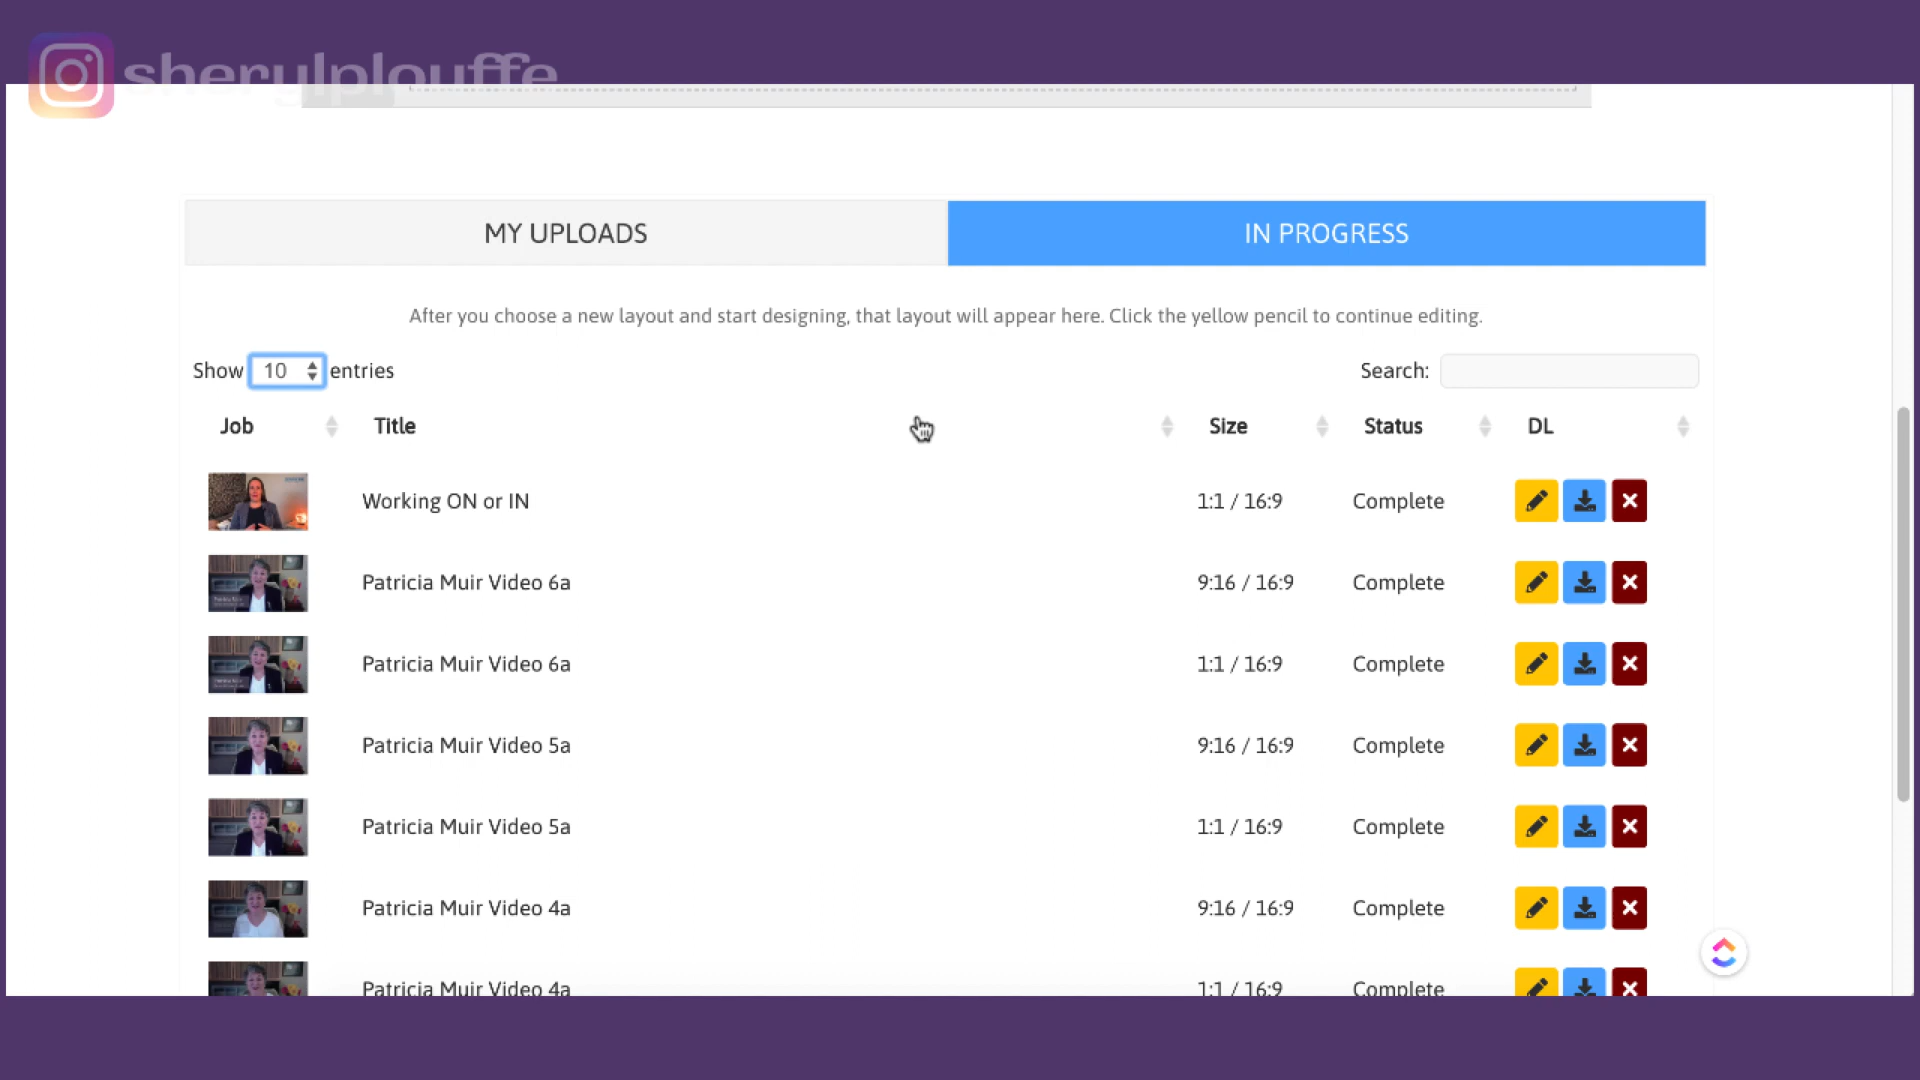 sherylplouffe
MY UPLOADS
IN PROGRESS
After you choose a new layout and start designing, that layout will appear here. Click the yellow pencil to continue editing.
Show 10 entries
Search:
Job Title Size Status DL
Working ON or IN 1:1 / 16:9 Complete
Patricia Muir Video 6a 9:16 / 16:9 Complete
Patricia Muir Video 6a 1:1 / 16:9 Complete
Patricia Muir Video 5a 9:16 / 16:9 Complete
Patricia Muir Video 5a 1:1 / 16:9 Complete
Patricia Muir Video 4a 9:16 / 16:9 Complete
Patricia Muir Video 4a 1:1 / 16:9 Complete